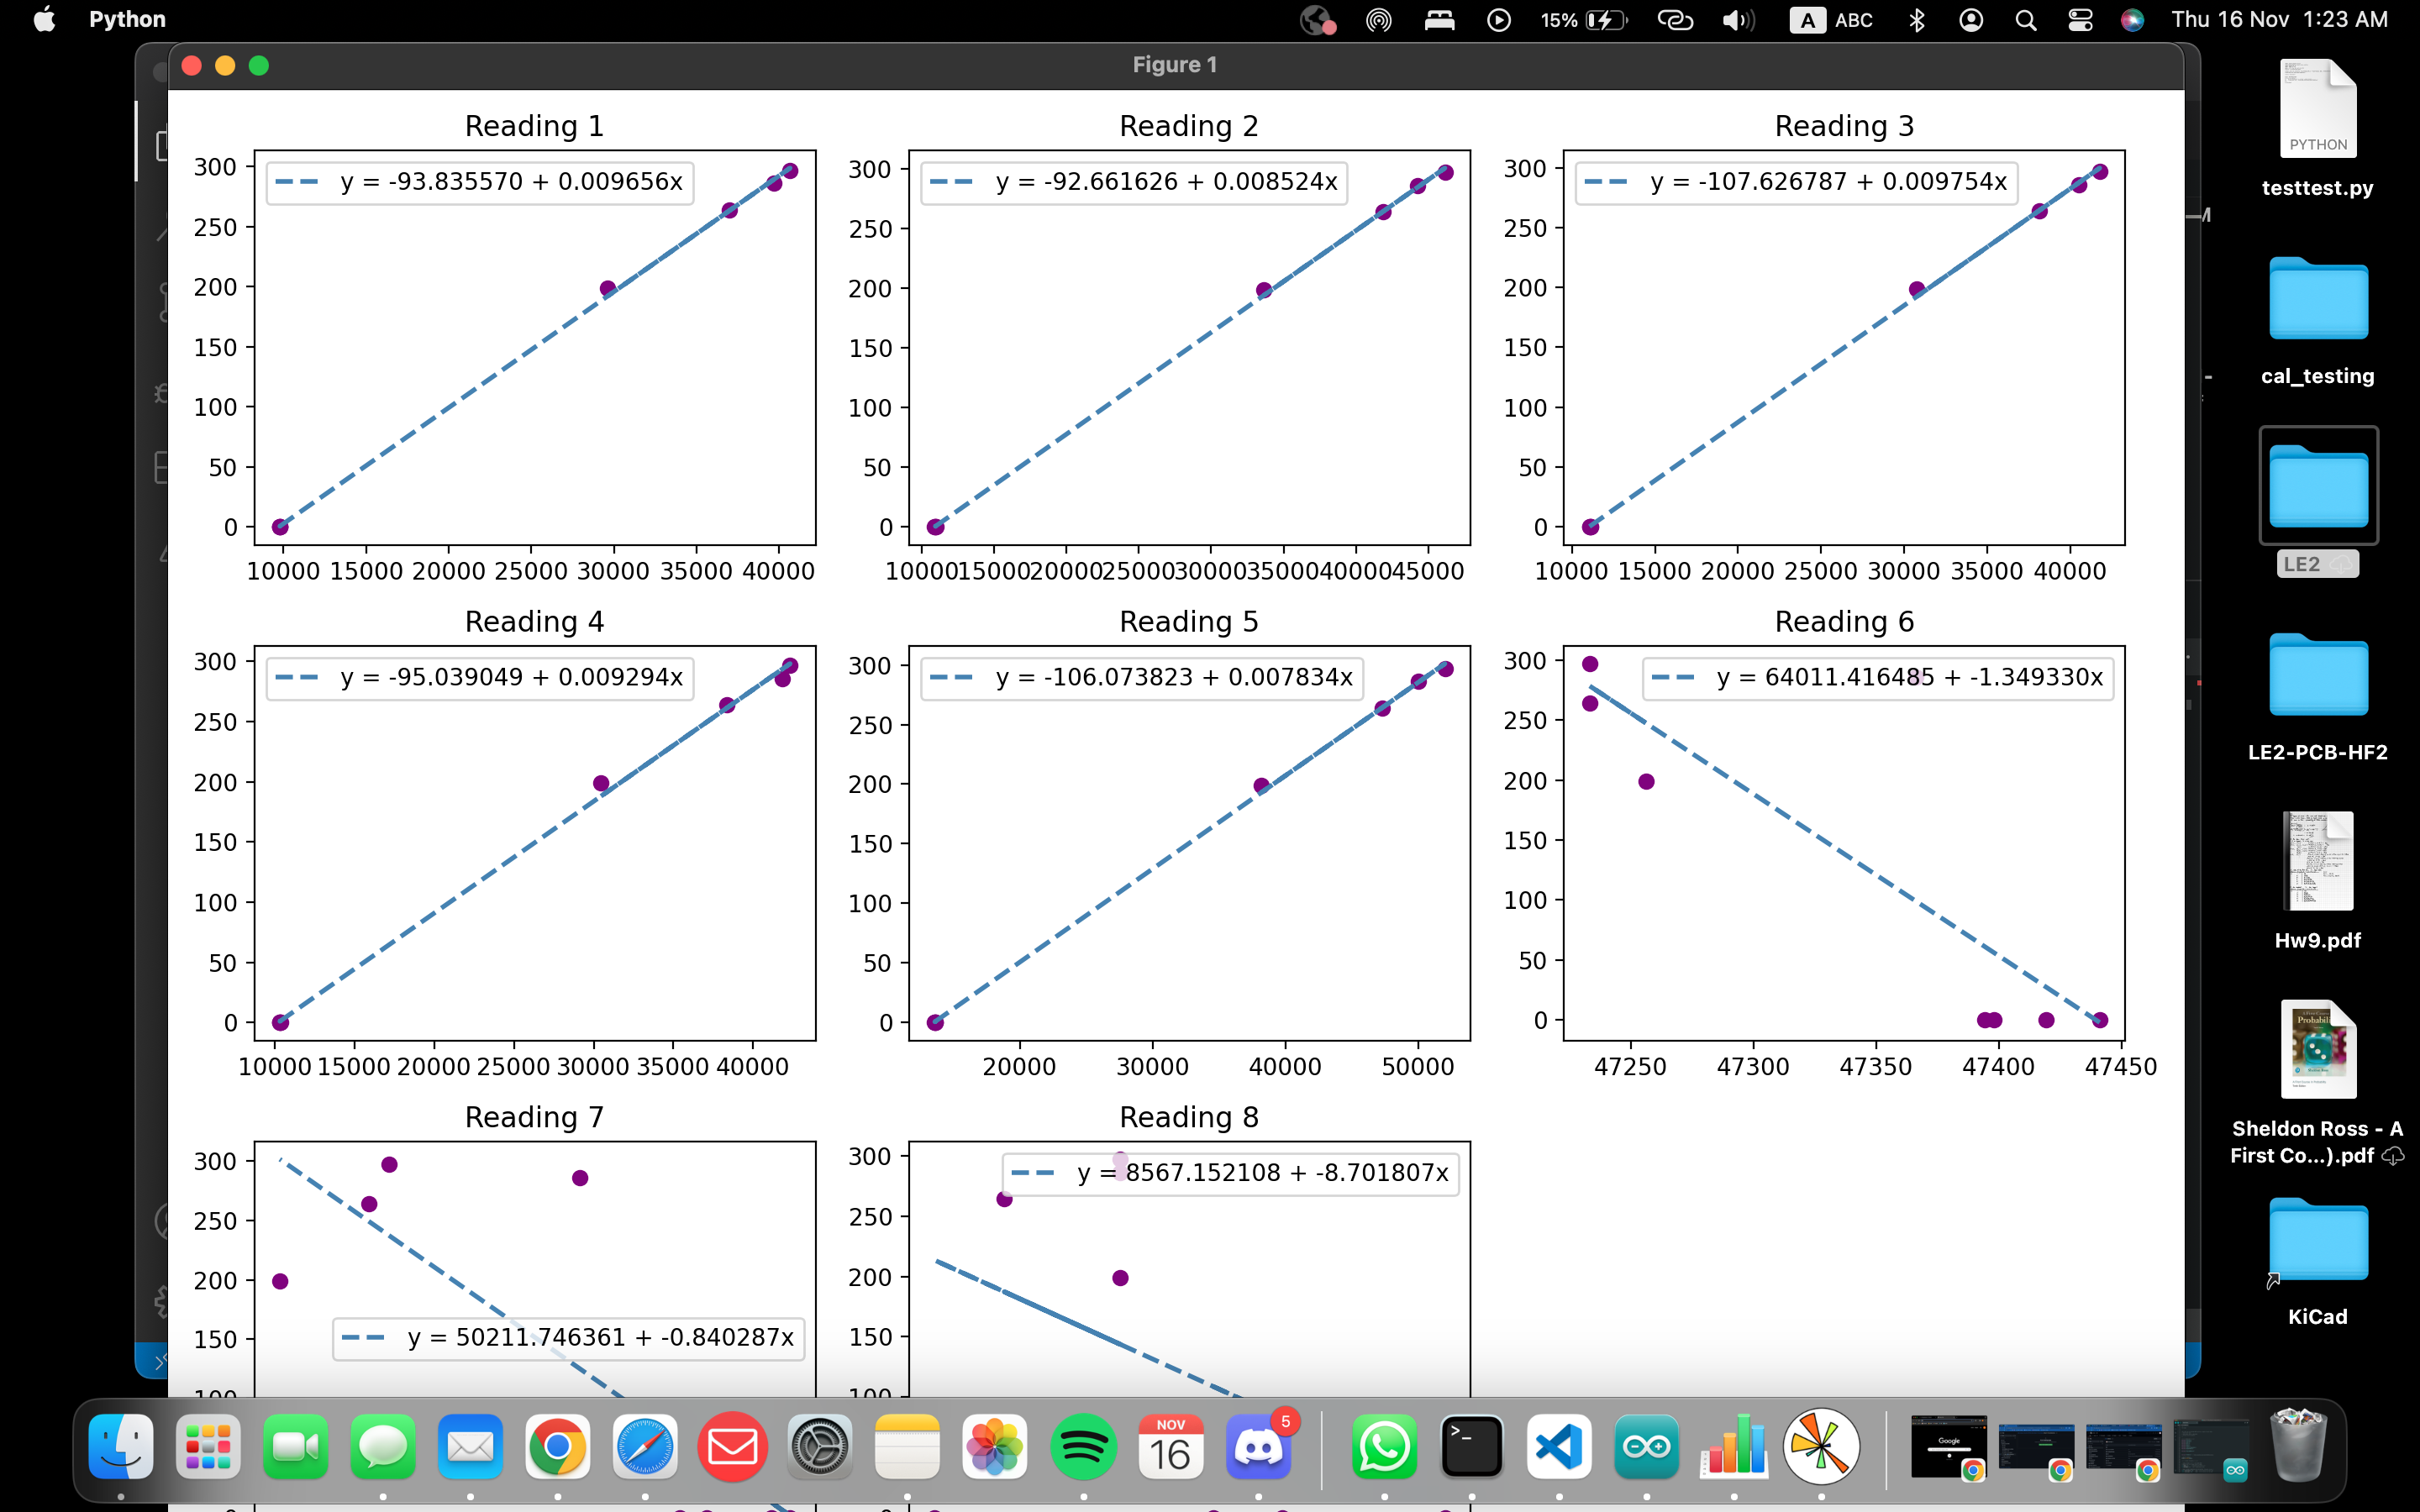 Python
15%
A ABC
Thu 16 Nov 1:23 AM
Figure 1
Reading 1
y = -93.835570 + 0.009656x
300
250
200
150
100
50
0
10000 15000 20000 25000 30000 35000 40000
Reading 2
y = -92.661626 + 0.008524x
300
250
200
150
100
50
0
10000 15000 20000 25000 30000 35000 40000 45000
Reading 3
y = -107.626787 + 0.009754x
300
250
200
150
100
50
0
10000 15000 20000 25000 30000 35000 40000
Reading 4
y = -95.039049 + 0.009294x
300
250
200
150
100
50
0
10000 15000 20000 25000 30000 35000 40000
Reading 5
y = -106.073823 + 0.007834x
300
250
200
150
100
50
0
20000 30000 40000 50000
Reading 6
y = 64011.416485 + -1.349330x
300
250
200
150
100
50
0
47250 47300 47350 47400 47450
Reading 7
y = 50211.746361 + -0.840287x
300
250
200
150
100
Reading 8
y = 8567.152108 + -8.701807x
300
250
200
150
100
PYTHON
testtest.py
cal_testing
LE2
LE2-PCB-HF2
Hw9.pdf
Sheldon Ross - A
First Co...).pdf
KiCad
NOV
16
5
>_
Google